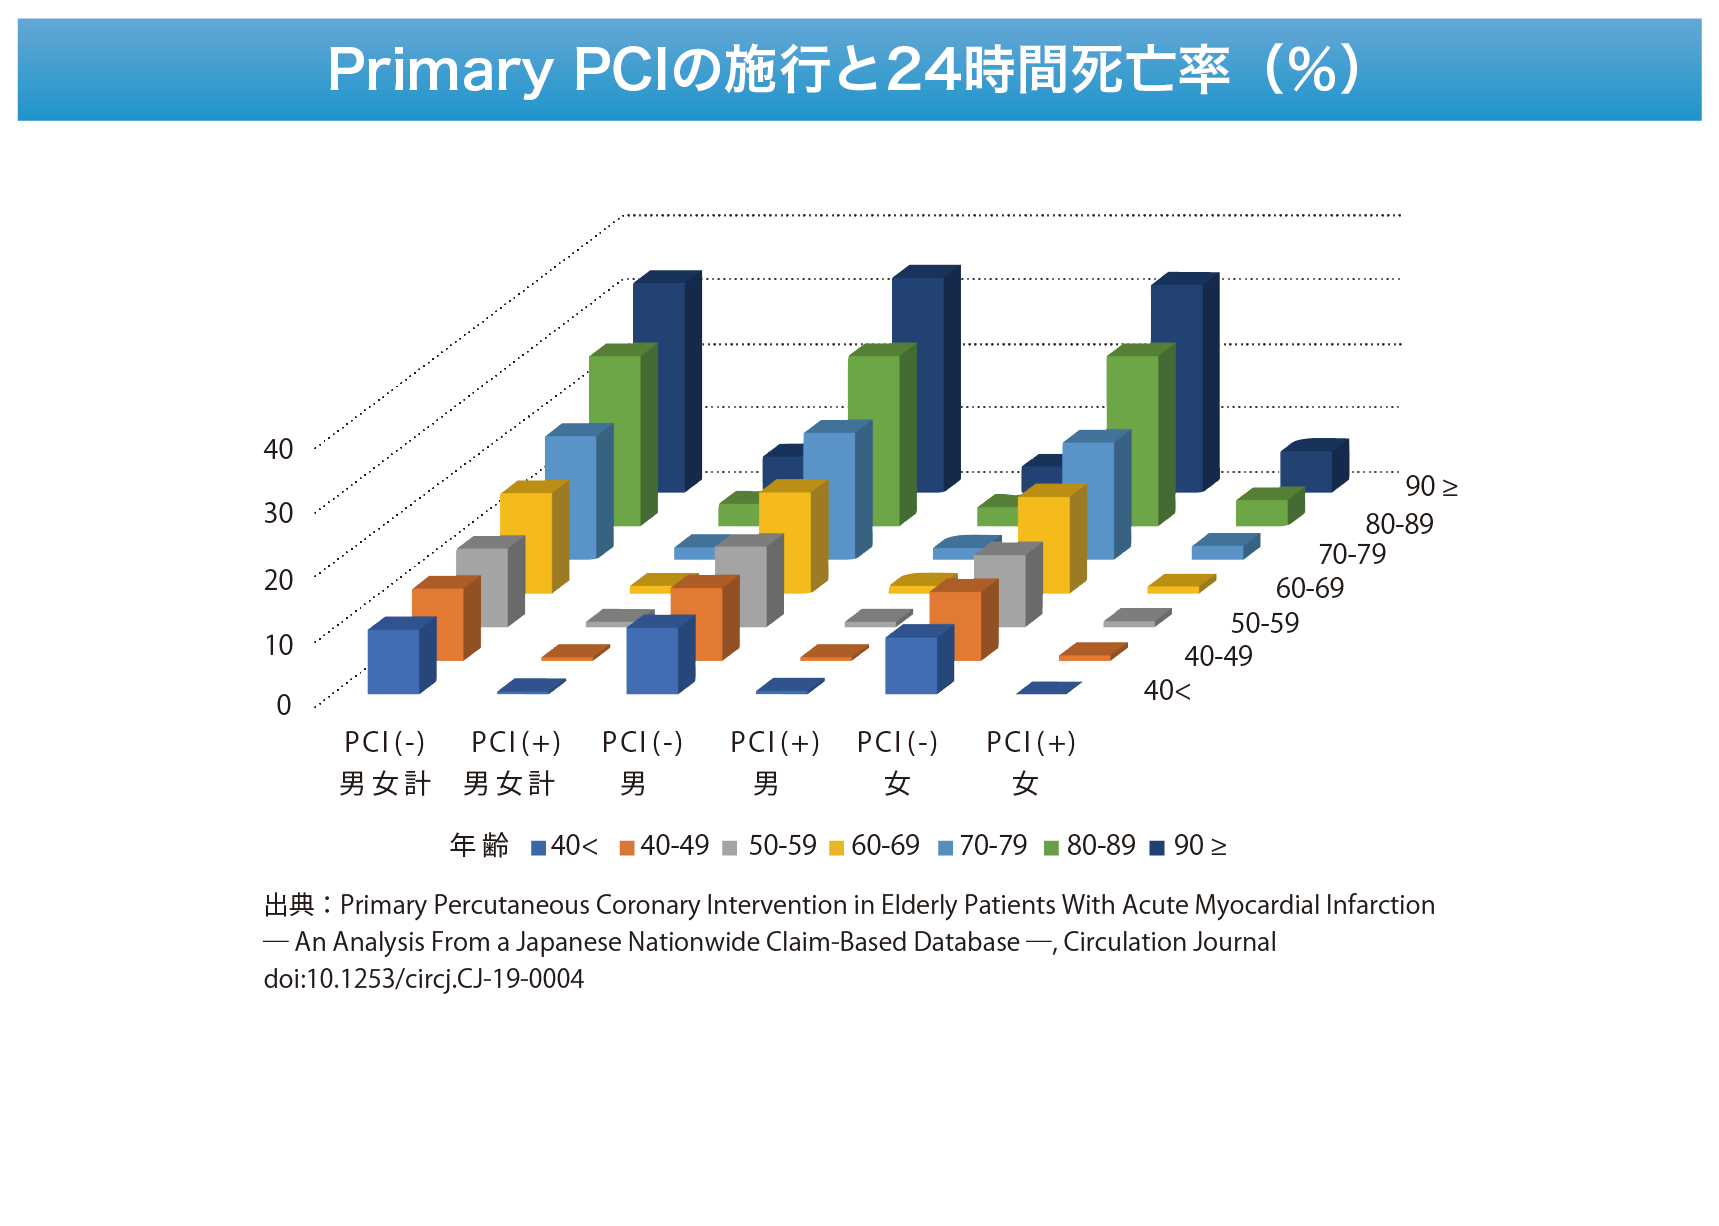 Primary PCIの施行と24時間死亡率（%）
40
30
20
10
0
90 ≥
80-89
70-79
60-69
50-59
40-49
40<
PCI(-) PCI(+) PCI(-) PCI(+) PCI(-) PCI(+)
男女計 男女計 男 男 女 女
年齢 40< 40-49 50-59 60-69 70-79 80-89 90 ≥
出典：Primary Percutaneous Coronary Intervention in Elderly Patients With Acute Myocardial Infarction
― An Analysis From a Japanese Nationwide Claim-Based Database ―, Circulation Journal
doi:10.1253/circj.CJ-19-0004